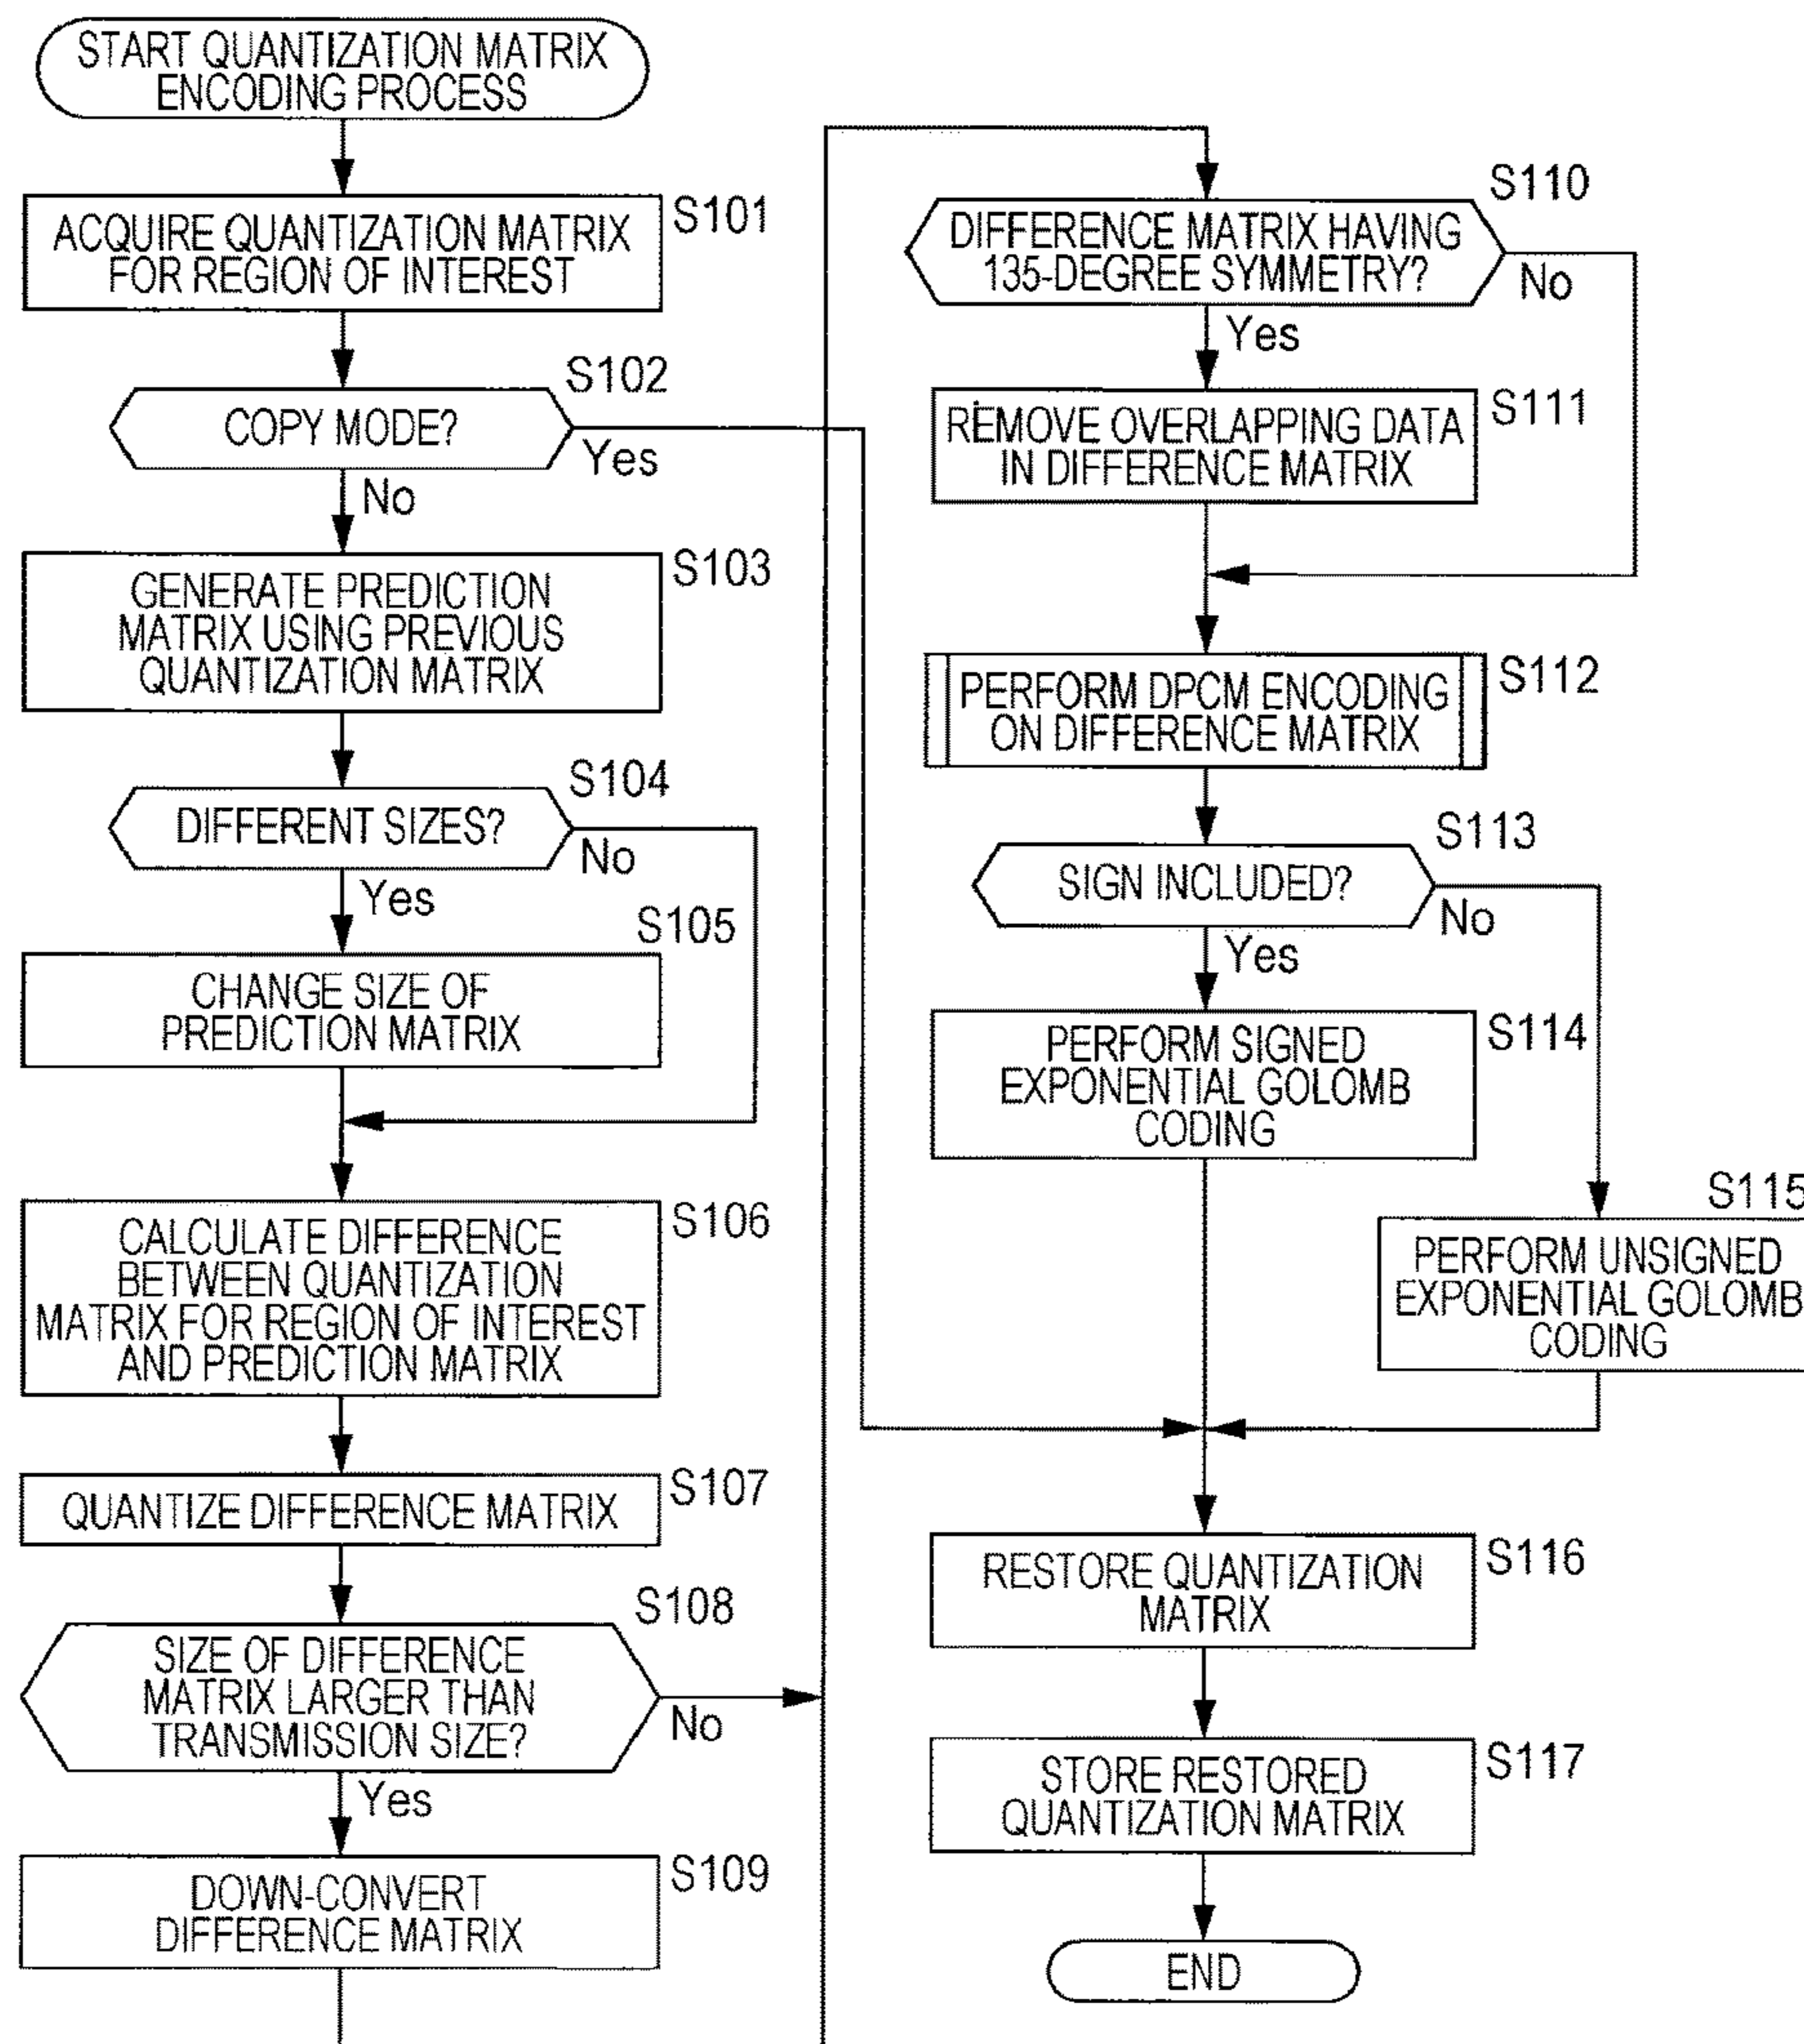 START QUANTIZATION MATRIX
ENCODING PROCESS
S101
ACQUIRE QUANTIZATION MATRIX
FOR REGION OF INTEREST
S102
COPY MODE?
Yes
No
S103
GENERATE PREDICTION
MATRIX USING PREVIOUS
QUANTIZATION MATRIX
S104
DIFFERENT SIZES?
No
Yes
S105
CHANGE SIZE OF
PREDICTION MATRIX
S106
CALCULATE DIFFERENCE
BETWEEN QUANTIZATION
MATRIX FOR REGION OF INTEREST
AND PREDICTION MATRIX
S107
QUANTIZE DIFFERENCE MATRIX
S108
SIZE OF DIFFERENCE
MATRIX LARGER THAN
TRANSMISSION SIZE?
No
Yes
S109
DOWN-CONVERT
DIFFERENCE MATRIX
S110
DIFFERENCE MATRIX HAVING
135-DEGREE SYMMETRY?
No
Yes
S111
REMOVE OVERLAPPING DATA
IN DIFFERENCE MATRIX
S112
PERFORM DPCM ENCODING
ON DIFFERENCE MATRIX
S113
SIGN INCLUDED?
No
Yes
S114
PERFORM SIGNED
EXPONENTIAL GOLOMB
CODING
S115
PERFORM UNSIGNED
EXPONENTIAL GOLOMB
CODING
S116
RESTORE QUANTIZATION
MATRIX
S117
STORE RESTORED
QUANTIZATION MATRIX
END